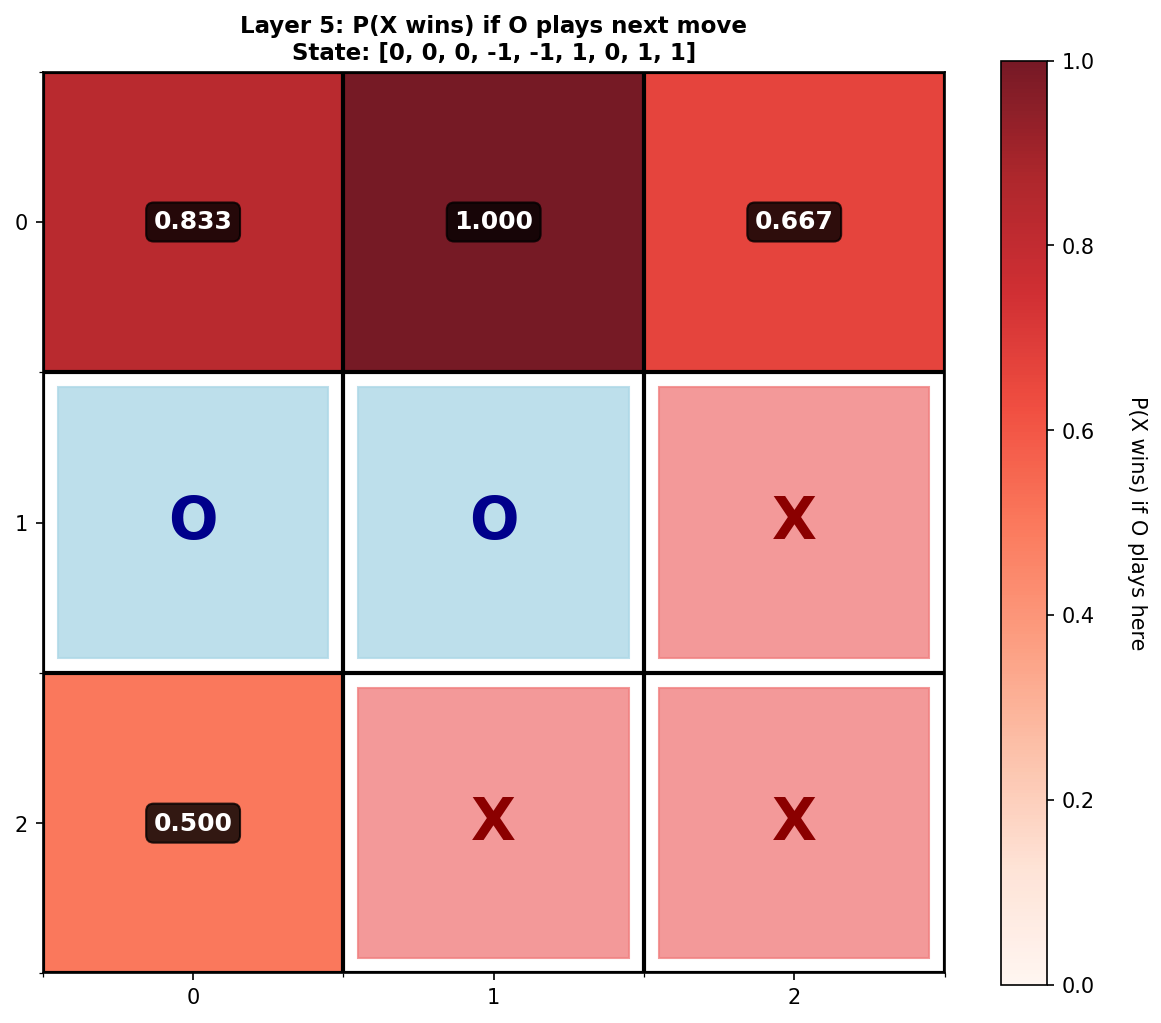 Layer 5: P(X wins) if O plays next move
State: [0, 0, 0, -1, -1, 1, 0, 1, 1]
0.833 1.000 0.667
O O X
0.500 X X
0
1
2
0 1 2
1.0
0.8
0.6
0.4
0.2
0.0
P(X wins) if O plays here